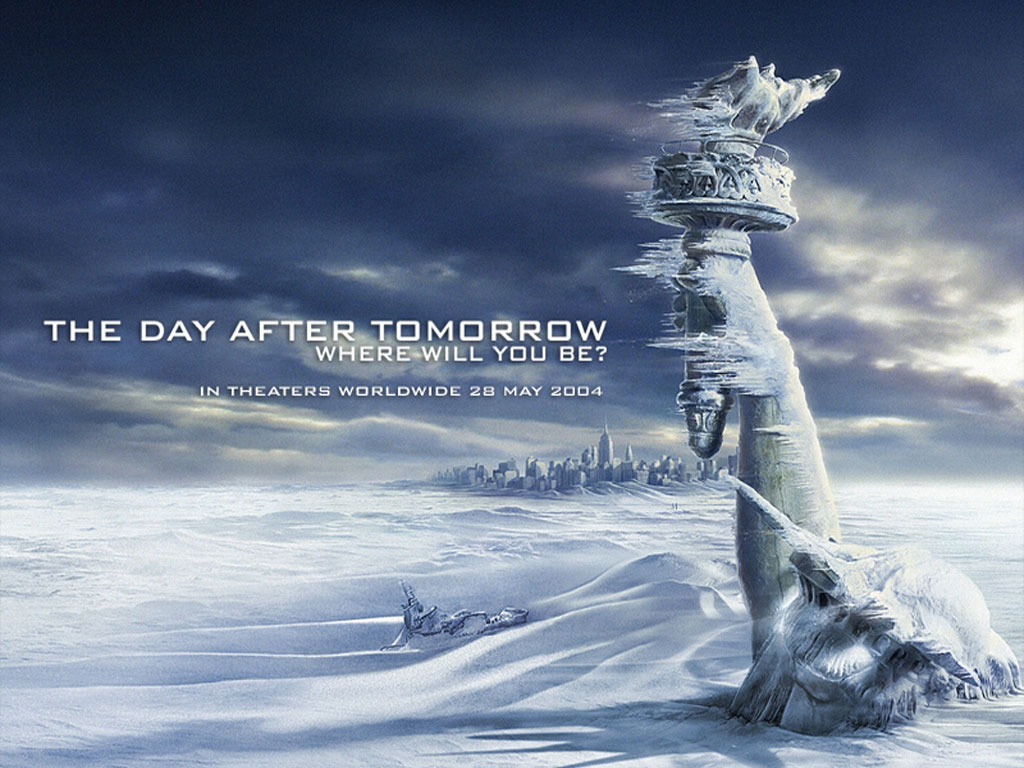 THE DAY AFTER TOMORROW
WHERE WILL YOU BE?
IN THEATERS WORLDWIDE 28 MAY 2004